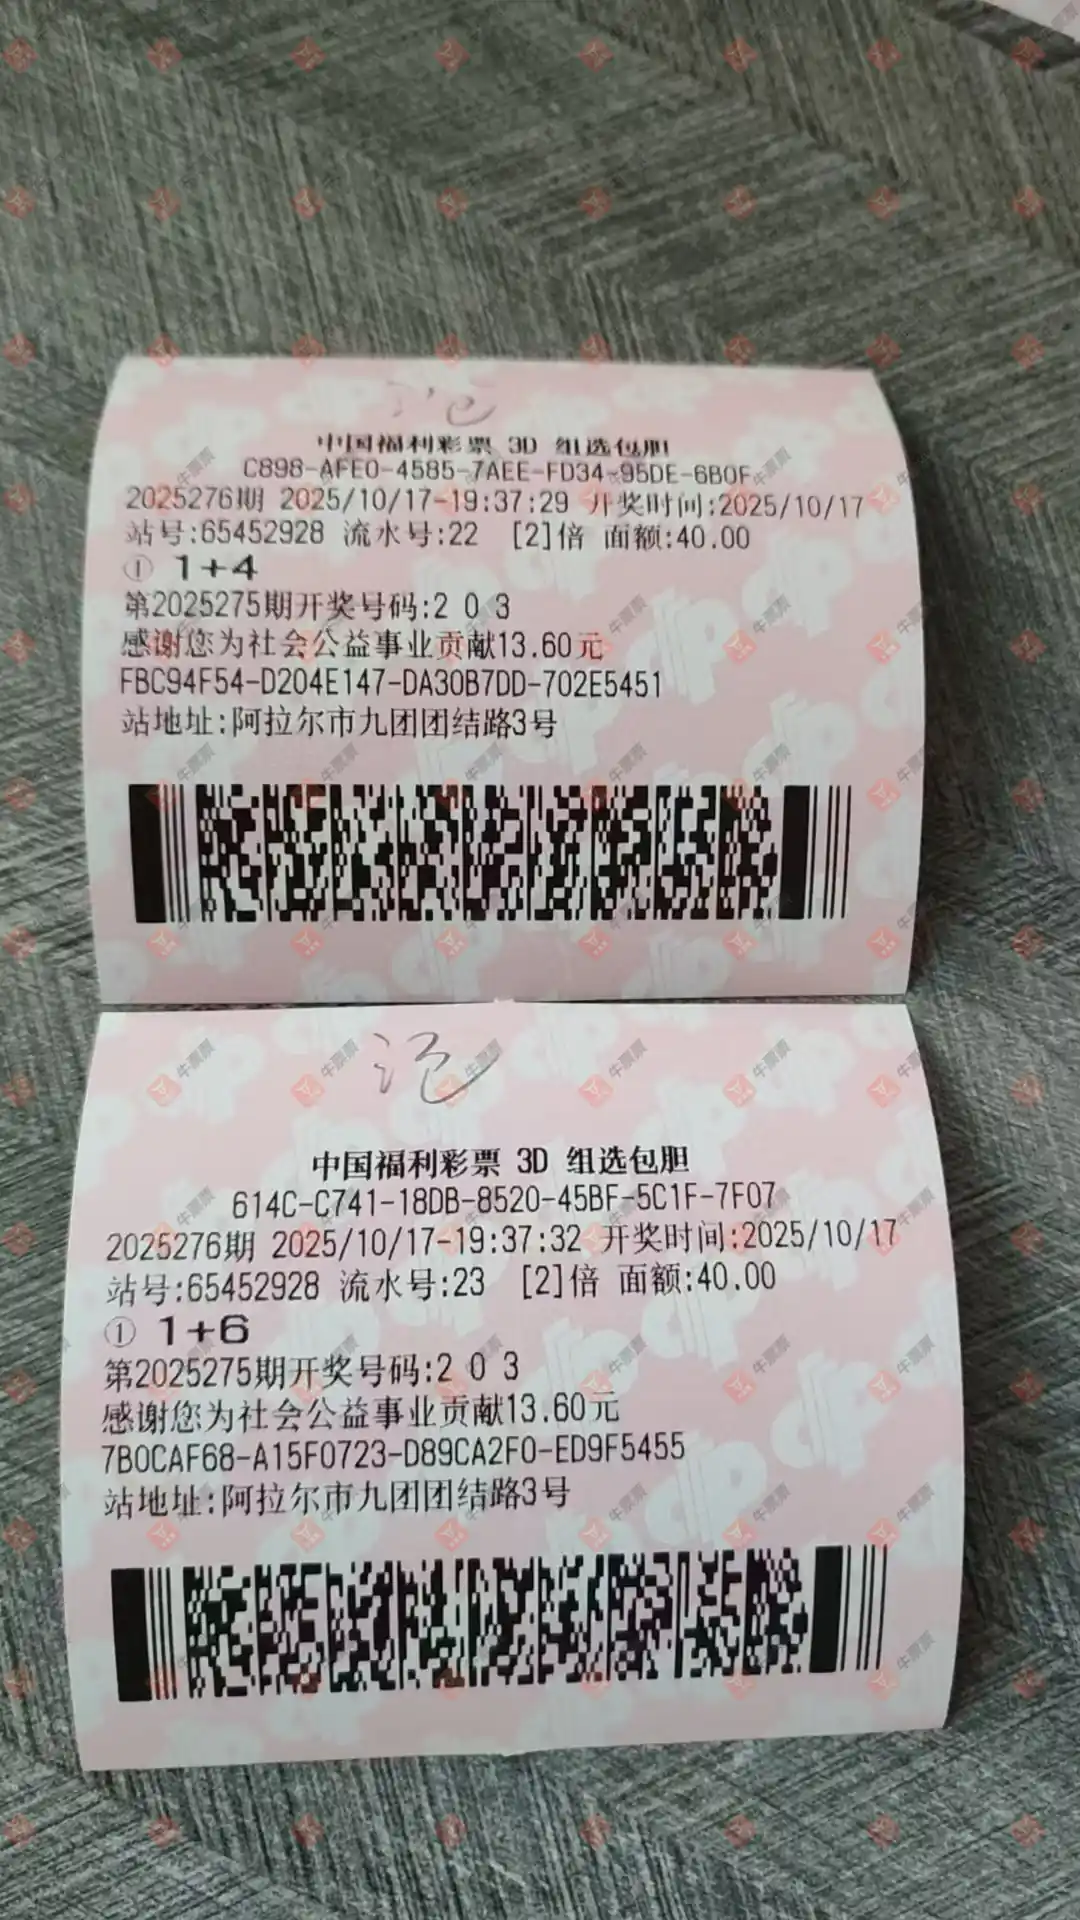 中国福利彩票 3D 组选包胆
C898-AFE0-4585-7AEE-FD34-95DE-6B0F
2025276期 2025/10/17-19:37:29 开奖时间:2025/10/17
站号:65452928 流水号:22 [2]倍 面额:40.00
① 1+4
第2025275期开奖号码:2 0 3
感谢您为社会公益事业贡献13.60元
FBC94F54-D204E147-DA30B7DD-702E5451
站地址:阿拉尔市九团团结路3号
中国福利彩票 3D 组选包胆
614C-C741-18DB-8520-45BF-5C1F-7F07
2025276期 2025/10/17-19:37:32 开奖时间:2025/10/17
站号:65452928 流水号:23 [2]倍 面额:40.00
① 1+6
第2025275期开奖号码:2 0 3
感谢您为社会公益事业贡献13.60元
7B0CAF68-A15F0723-D89CA2F0-ED9F5455
站地址:阿拉尔市九团团结路3号